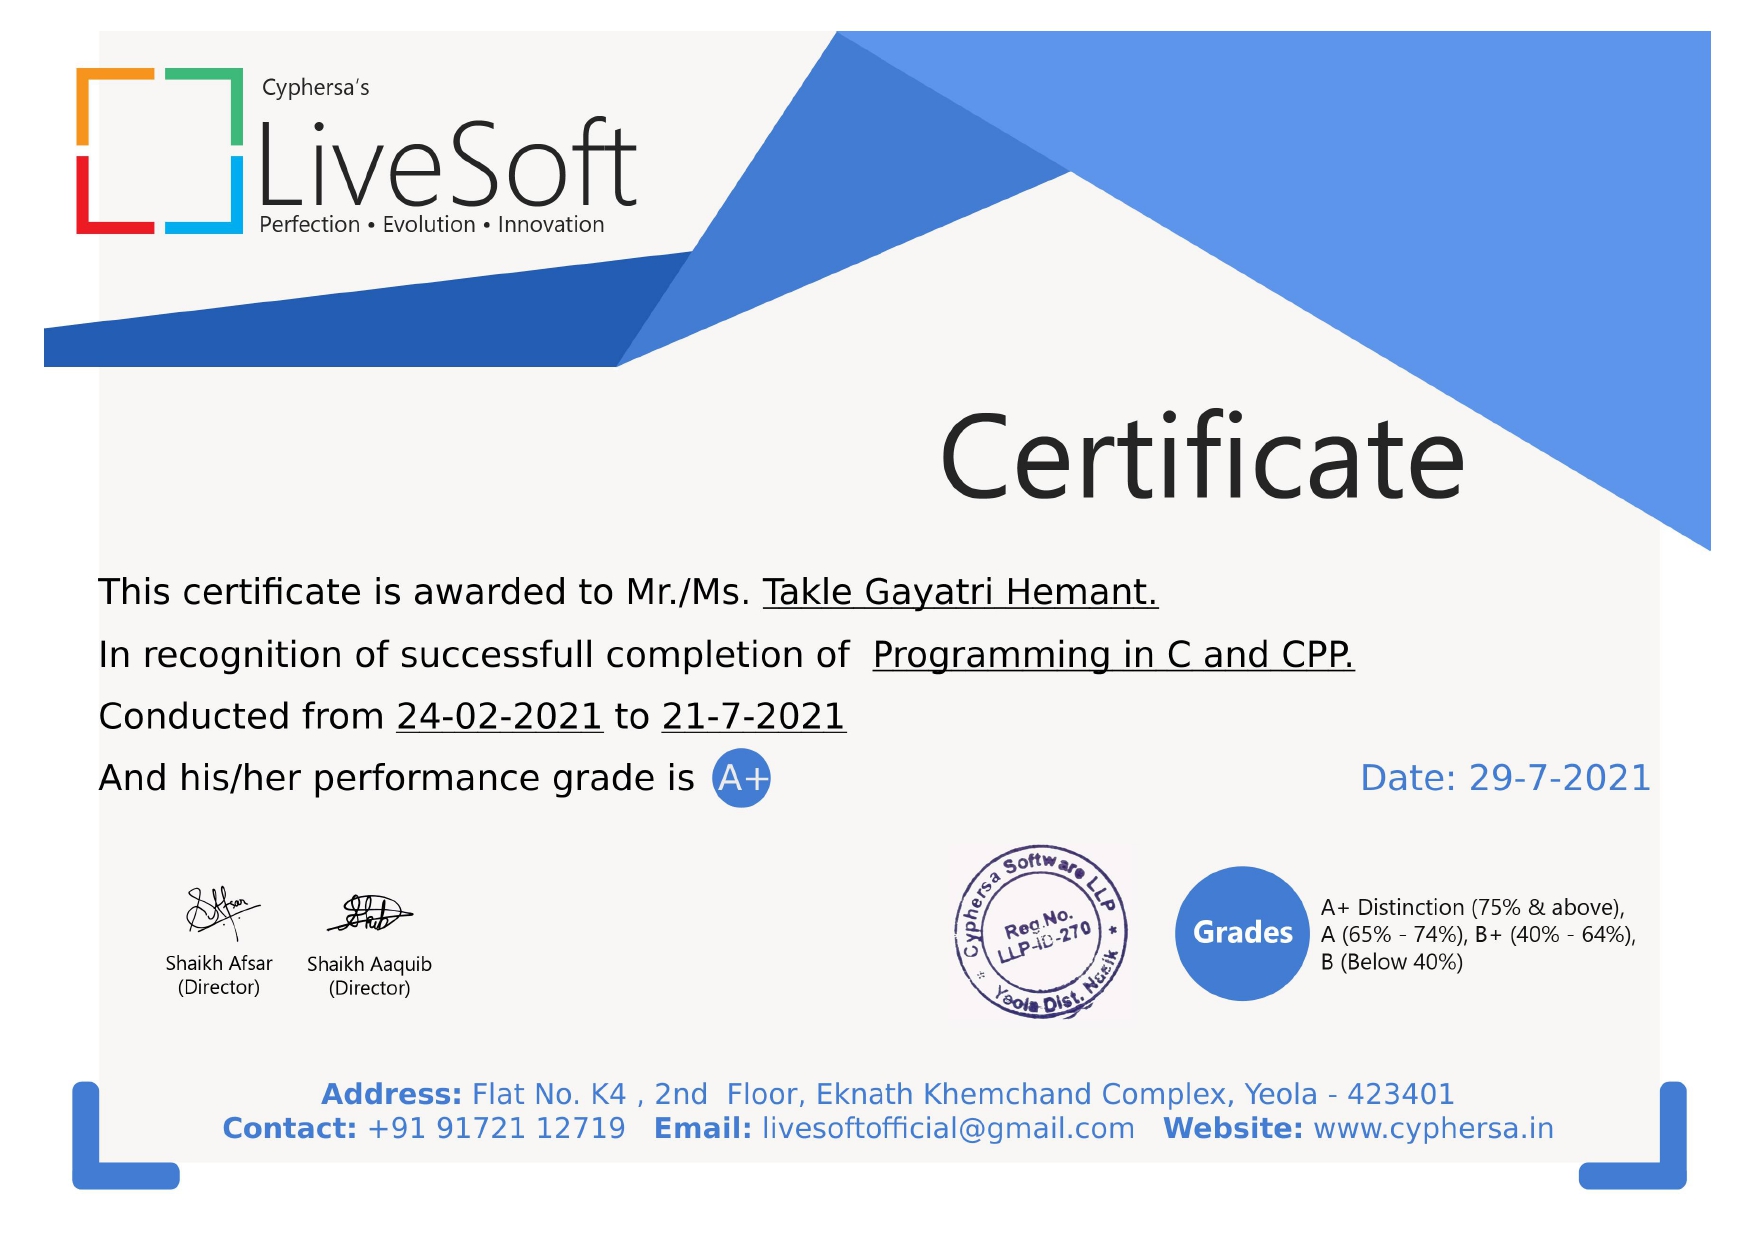 Cyphersa's
LiveSoft
Perfection • Evolution • Innovation
Certificate
This certificate is awarded to Mr./Ms. Takle Gayatri Hemant.
In recognition of successfull completion of Programming in C and CPP.
Conducted from 24-02-2021 to 21-7-2021
And his/her performance grade is A+
Date: 29-7-2021
Shaikh Afsar
(Director)
Shaikh Aaquib
(Director)
Cyphersa Software LLP
Reg.No.
LLP-ID-270
Yeola Dist. Nasik
Grades
A+ Distinction (75% & above),
A (65% - 74%), B+ (40% - 64%),
B (Below 40%)
Address: Flat No. K4 , 2nd Floor, Eknath Khemchand Complex, Yeola - 423401
Contact: +91 91721 12719 Email: livesoftofficial@gmail.com Website: www.cyphersa.in